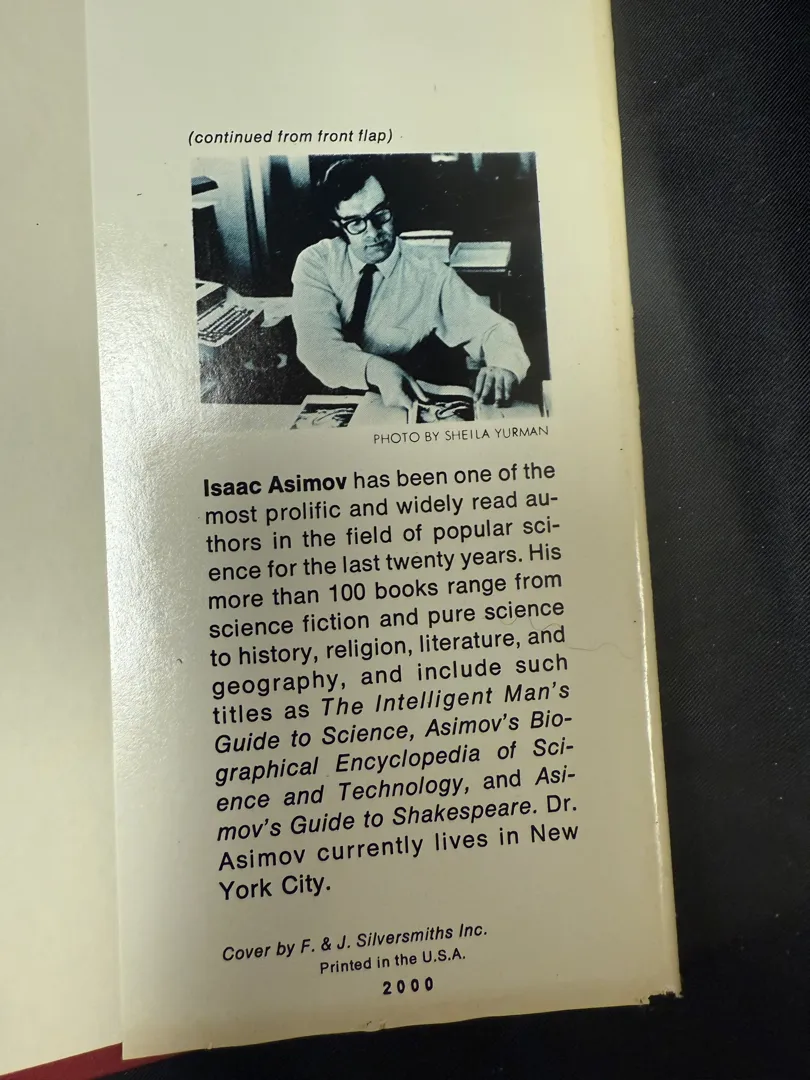 (continued from front flap)
PHOTO BY SHEILA YURMAN
Isaac Asimov has been one of the
most prolific and widely read au-
thors in the field of popular sci-
ence for the last twenty years. His
more than 100 books range from
science fiction and pure science
to history, religion, literature, and
geography, and include such
titles as The Intelligent Man's
Guide to Science, Asimov's Bio-
graphical Encyclopedia of Sci-
ence and Technology, and Asi-
mov's Guide to Shakespeare. Dr.
Asimov currently lives in New
York City.
Cover by F. & J. Silversmiths Inc.
Printed in the U.S.A.
2000